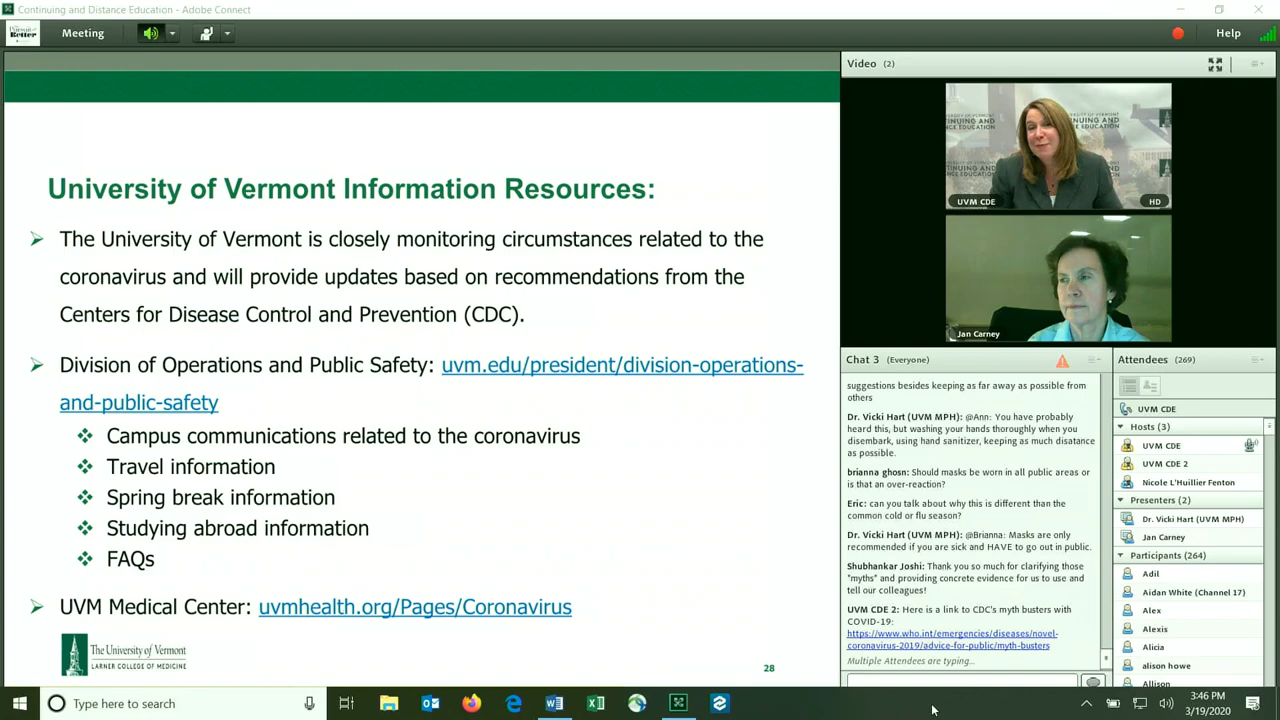 Continuing and Distance Education - Adobe Connect
Meeting
Help
University of Vermont Information Resources:
The University of Vermont is closely monitoring circumstances related to the
coronavirus and will provide updates based on recommendations from the
Centers for Disease Control and Prevention (CDC).
Division of Operations and Public Safety: uvm.edu/president/division-operations-
and-public-safety
Campus communications related to the coronavirus
Travel information
Spring break information
Studying abroad information
FAQs
UVM Medical Center: uvmhealth.org/Pages/Coronavirus
The University of Vermont
LARNER COLLEGE OF MEDICINE
28
Video (2)
UVM CDE
HD
Jan Carney
Chat 3 (Everyone)
suggestions besides keeping as far away as possible from
others
Dr. Vicki Hart (UVM MPH): @Ann: You have probably
heard this, but washing your hands thoroughly when you
disembark, using hand sanitizer, keeping as much disatance
as possible.
brianna ghosn: Should masks be worn in all public areas or
is that an over-reaction?
Eric: can you talk about why this is different than the
common cold or flu season?
Dr. Vicki Hart (UVM MPH): @Brianna: Masks are only
recommended if you are sick and HAVE to go out in public.
Shubhankar Joshi: Thank you so much for clarifying those
"myths" and providing concrete evidence for us to use and
tell our colleagues!
UVM CDE 2: Here is a link to CDC's myth busters with
COVID-19:
https://www.who.int/emergencies/diseases/novel-
coronavirus-2019/advice-for-public/myth-busters
Multiple Attendees are typing...
Attendees (269)
UVM CDE
Hosts (3)
UVM CDE
UVM CDE 2
Nicole L'Huillier Fenton
Presenters (2)
Dr. Vicki Hart (UVM MPH)
Jan Carney
Participants (264)
Adil
Aidan White (Channel 17)
Alex
Alexis
Alicia
alison howe
Allison
Type here to search
3:46 PM
3/19/2020